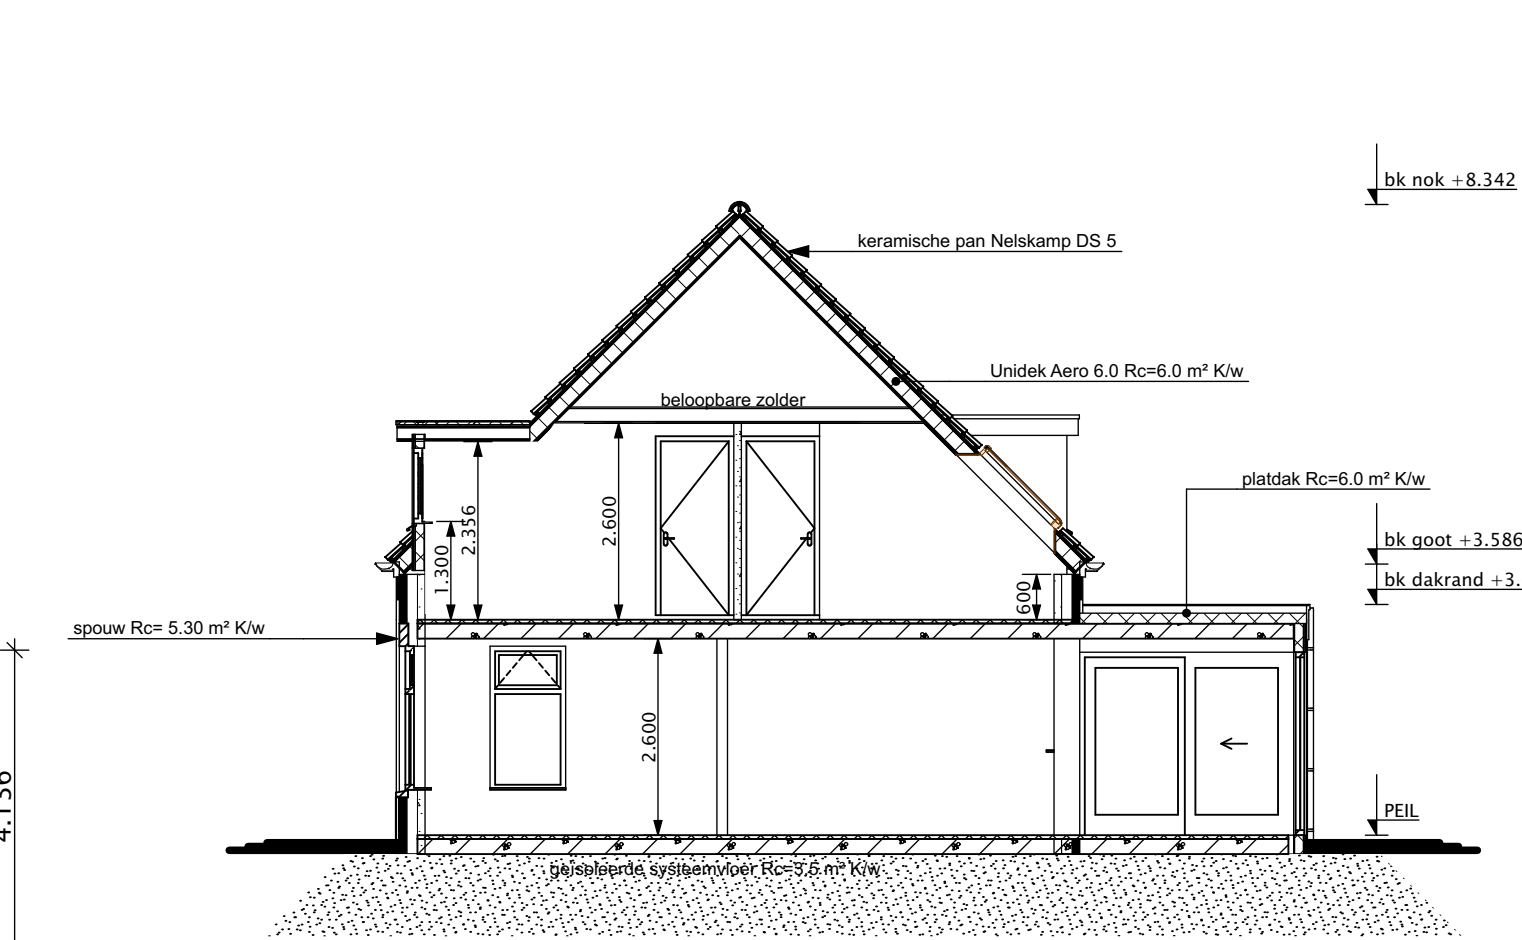 bk nok +8.342
keramische pan Nelskamp DS 5
Unidek Aero 6.0 Rc=6.0 m² K/w
beloopbare zolder
platdak Rc=6.0 m² K/w
2.356
2.600
1.300
600
bk goot +3.586
bk dakrand +3.
spouw Rc= 5.30 m² K/w
2.600
4.136
PEIL
geïsoleerde systeemvloer Rc=3.5 m² K/w